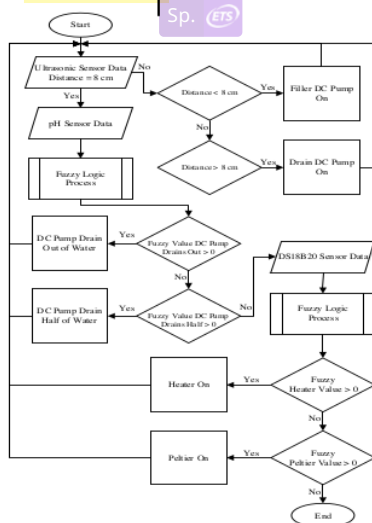 Sp. ETS
Start
Ultrasonic Sensor Data
Distance = 8 cm
No
Yes
Distance < 8 cm
Yes
Filler DC Pump
On
pH Sensor Data
No
Fuzzy Logic
Process
Distance > 8 cm
Yes
Drain DC Pump
On
DC Pump Drain
Out of Water
Yes
Fuzzy Value DC Pump
Drains Out > 0
DS18B20 Sensor Data
No
DC Pump Drain
Half of Water
Yes
Fuzzy Value DC Pump
Drains Half > 0
No
Fuzzy Logic
Process
Heater On
Yes
Fuzzy
Heater Value > 0
No
Peltier On
Yes
Fuzzy
Peltier Value > 0
No
End